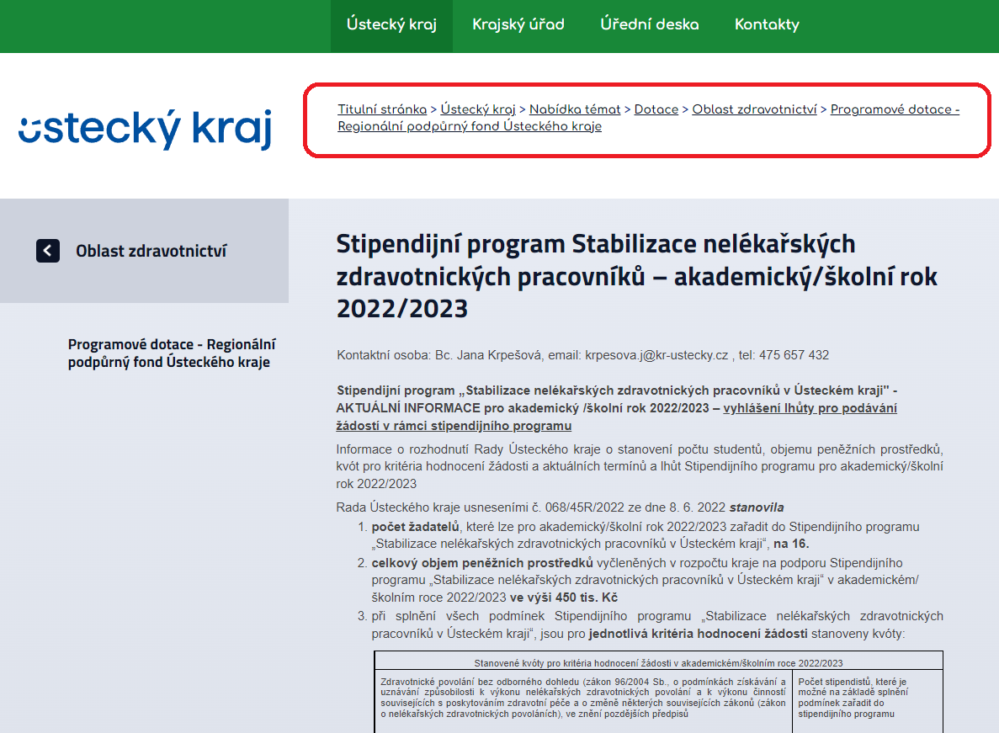 Ústecký kraj Krajský úřad Úřední deska Kontakty
ústecký kraj
Titulní stránka > Ústecký kraj > Nabídka témat > Dotace > Oblast zdravotnictví > Programové dotace -
Regionální podpůrný fond Ústeckého kraje
Oblast zdravotnictví
Programové dotace - Regionální
podpůrný fond Ústeckého kraje
Stipendijní program Stabilizace nelékařských
zdravotnických pracovníků – akademický/školní rok
2022/2023
Kontaktní osoba: Bc. Jana Krpešová, email: krpesova.j@kr-ustecky.cz , tel: 475 657 432
Stipendijní program „Stabilizace nelékařských zdravotnických pracovníků v Ústeckém kraji" -
AKTUÁLNÍ INFORMACE pro akademický /školní rok 2022/2023 – vyhlášení lhůty pro podávání
žádostí v rámci stipendijního programu
Informace o rozhodnutí Rady Ústeckého kraje o stanovení počtu studentů, objemu peněžních prostředků,
kvót pro kritéria hodnocení žádosti a aktuálních termínů a lhůt Stipendijního programu pro akademický/školní
rok 2022/2023
Rada Ústeckého kraje usneseními č. 068/45R/2022 ze dne 8. 6. 2022 stanovila
1. počet žadatelů, které lze pro akademický/školní rok 2022/2023 zařadit do Stipendijního programu
„Stabilizace nelékařských zdravotnických pracovníků v Ústeckém kraji“, na 16.
2. celkový objem peněžních prostředků vyčleněných v rozpočtu kraje na podporu Stipendijního
programu „Stabilizace nelékařských zdravotnických pracovníků v Ústeckém kraji“ v akademickém/
školním roce 2022/2023 ve výši 450 tis. Kč
3. při splnění všech podmínek Stipendijního programu „Stabilizace nelékařských zdravotnických
pracovníků v Ústeckém kraji“, jsou pro jednotlivá kritéria hodnocení žádosti stanoveny kvóty:
Stanovené kvóty pro kritéria hodnocení žádosti v akademickém/školním roce 2022/2023
Zdravotnické povolání bez odborného dohledu (zákon 96/2004 Sb., o podmínkách získávání a
uznávání způsobilosti k výkonu nelékařských zdravotnických povolání a k výkonu činností
souvisejících s poskytováním zdravotní péče a o změně některých souvisejících zákonů (zákon
o nelékařských zdravotnických povoláních), ve znění pozdějších předpisů
Počet stipendistů, které je
možné na základě splnění
podmínek zařadit do
stipendijního programu